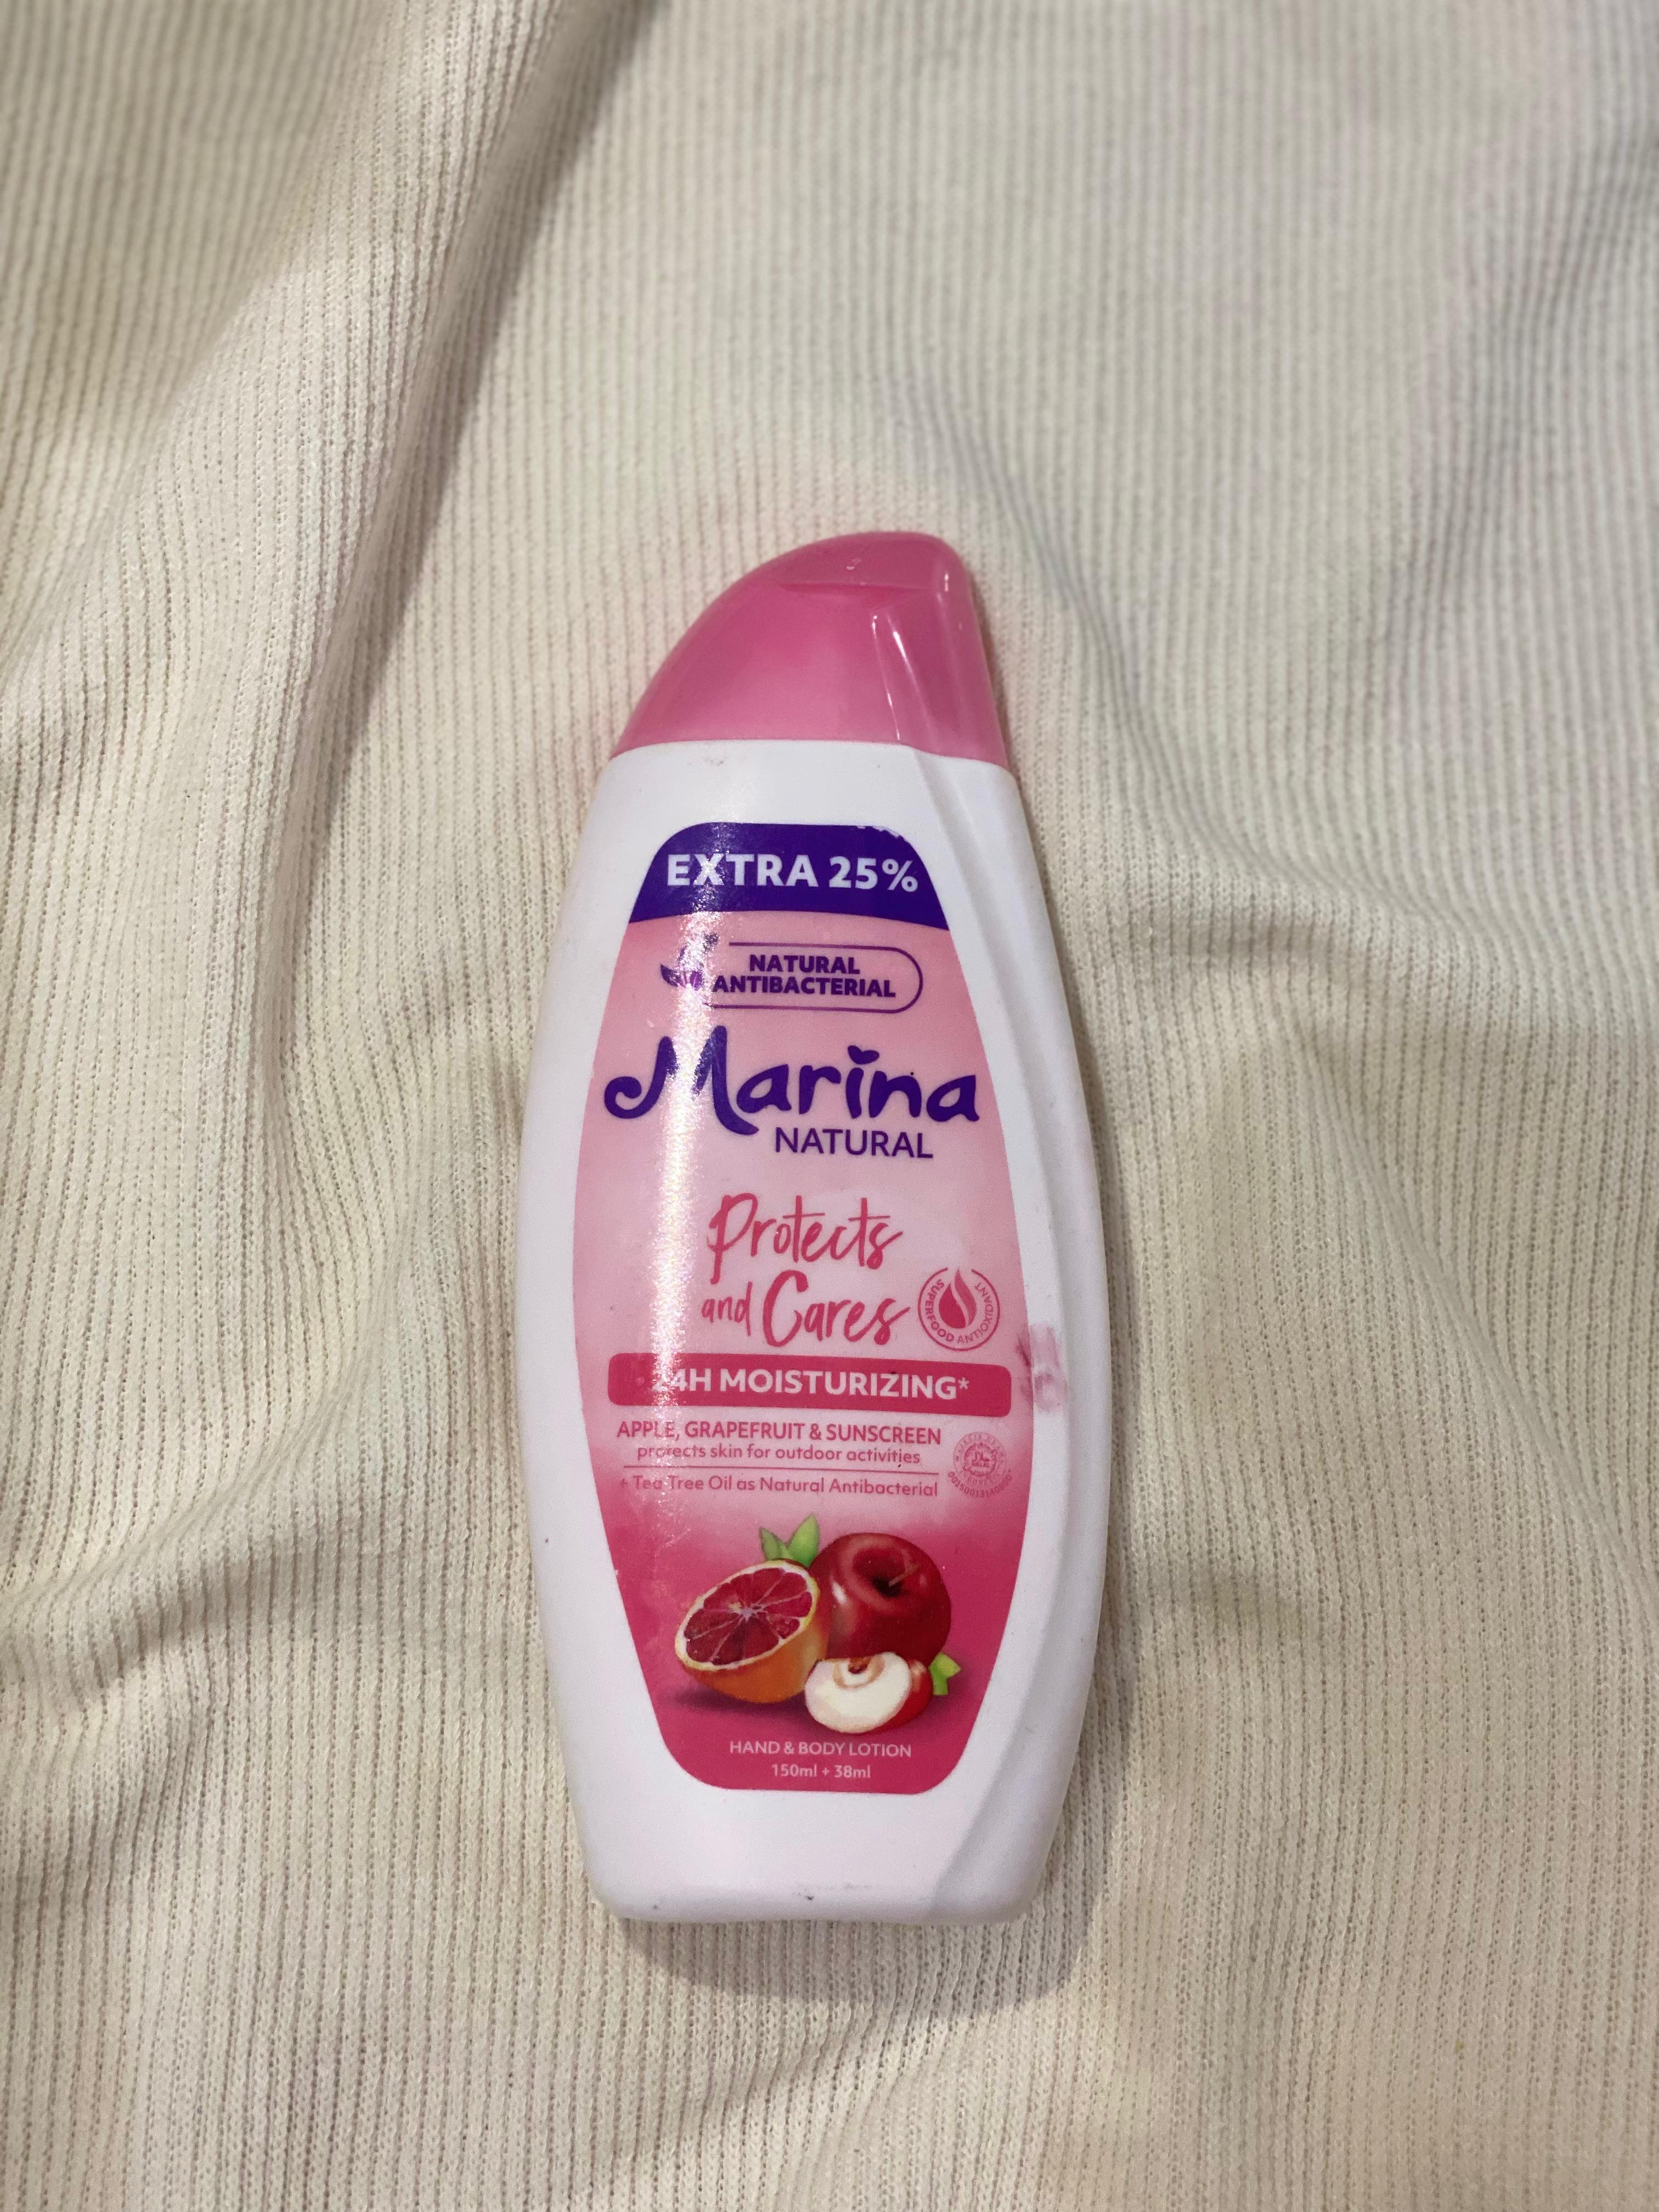 EXTRA 25%
NATURAL
ANTIBACTERIAL
Marina
NATURAL
Protects
and Cares
SUPERFOOD ANTIOXIDANT
24H MOISTURIZING*
APPLE, GRAPEFRUIT & SUNSCREEN
protects skin for outdoor activities
+ Tea Tree Oil as Natural Antibacterial
HAND & BODY LOTION
150ml + 38ml